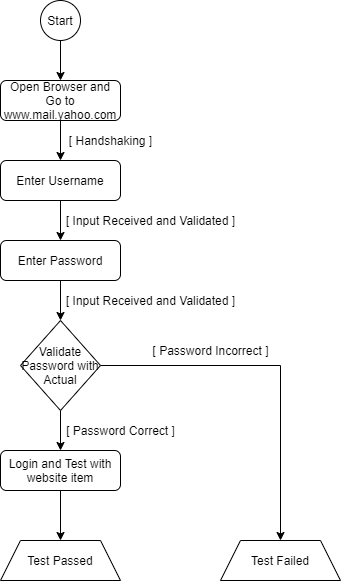 Start
Open Browser and
Go to
www.mail.yahoo.com
[ Handshaking ]
Enter Username
[ Input Received and Validated ]
Enter Password
[ Input Received and Validated ]
Validate
Password with
Actual
[ Password Incorrect ]
[ Password Correct ]
Login and Test with
website item
Test Passed
Test Failed